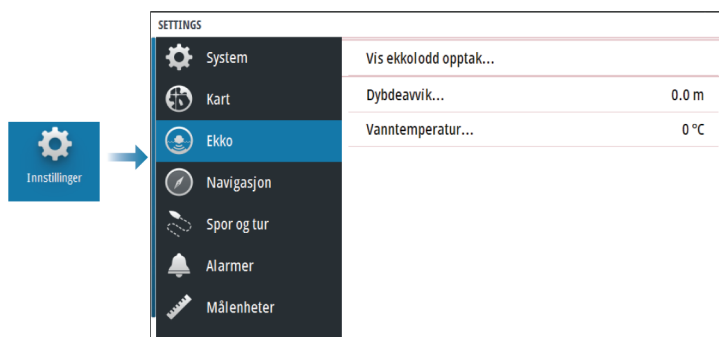 SETTINGS
System
Kart
Ekko
Navigasjon
Spor og tur
Alarmer
Målenheter
Innstillinger
Vis ekkolodd opptak...
Dybdeavvik... 0.0 m
Vanntemperatur... 0 °C